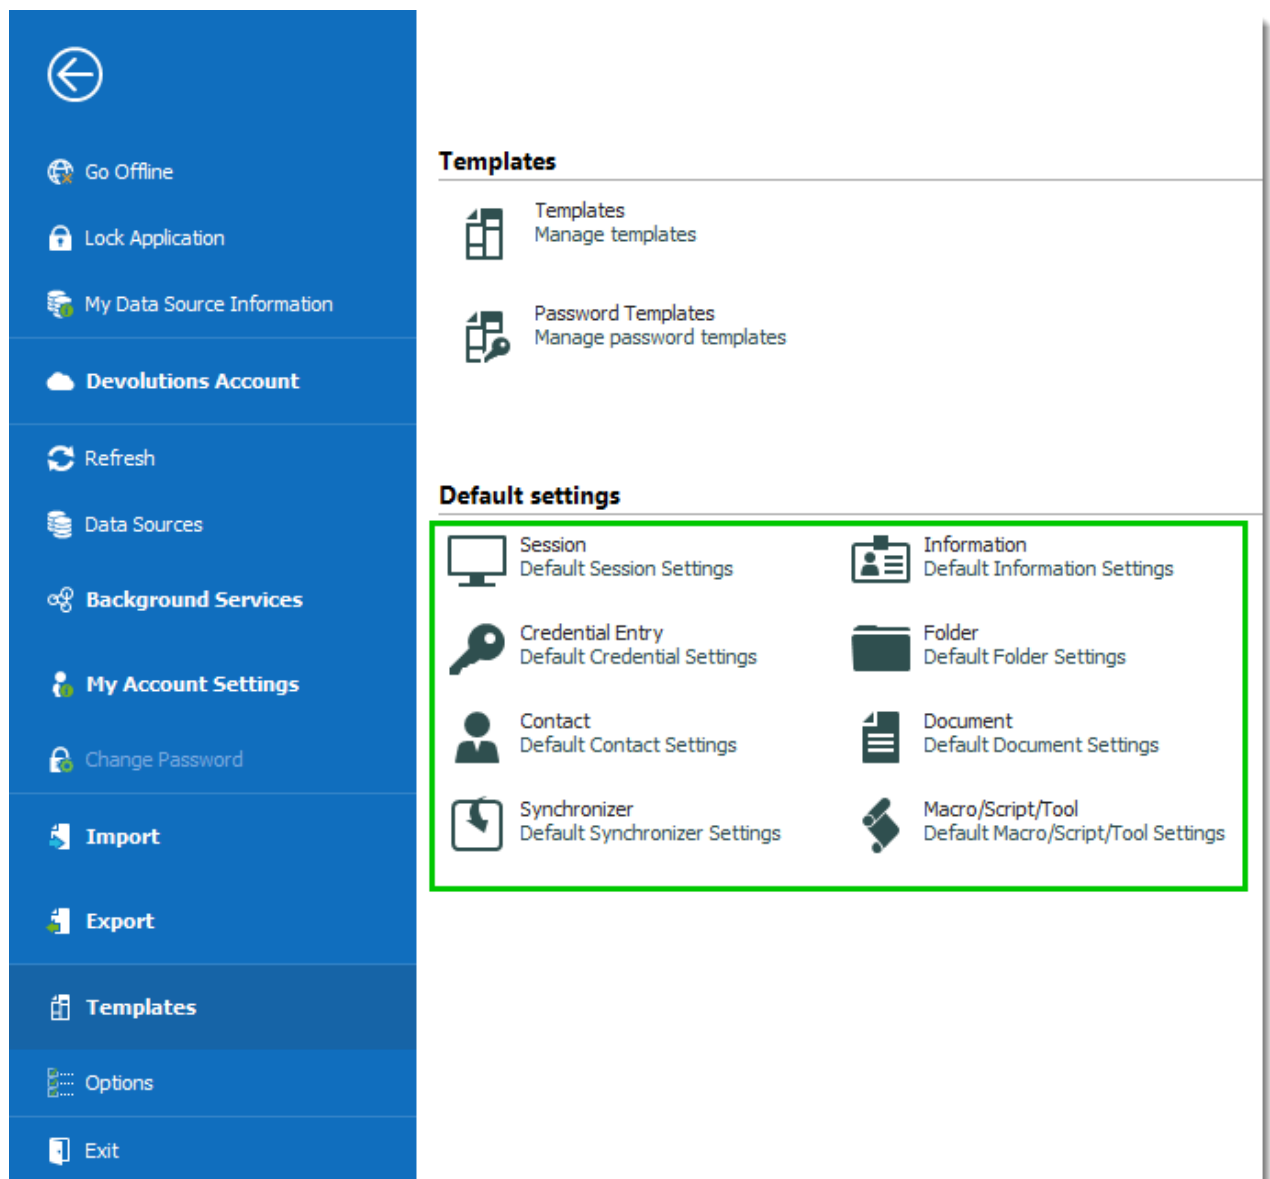 Go Offline
Lock Application
My Data Source Information
Devolutions Account
Refresh
Data Sources
Background Services
My Account Settings
Change Password
Import
Export
Templates
Options
Exit
Templates
Templates
Manage templates
Password Templates
Manage password templates
Default settings
Session
Default Session Settings
Information
Default Information Settings
Credential Entry
Default Credential Settings
Folder
Default Folder Settings
Contact
Default Contact Settings
Document
Default Document Settings
Synchronizer
Default Synchronizer Settings
Macro/Script/Tool
Default Macro/Script/Tool Settings